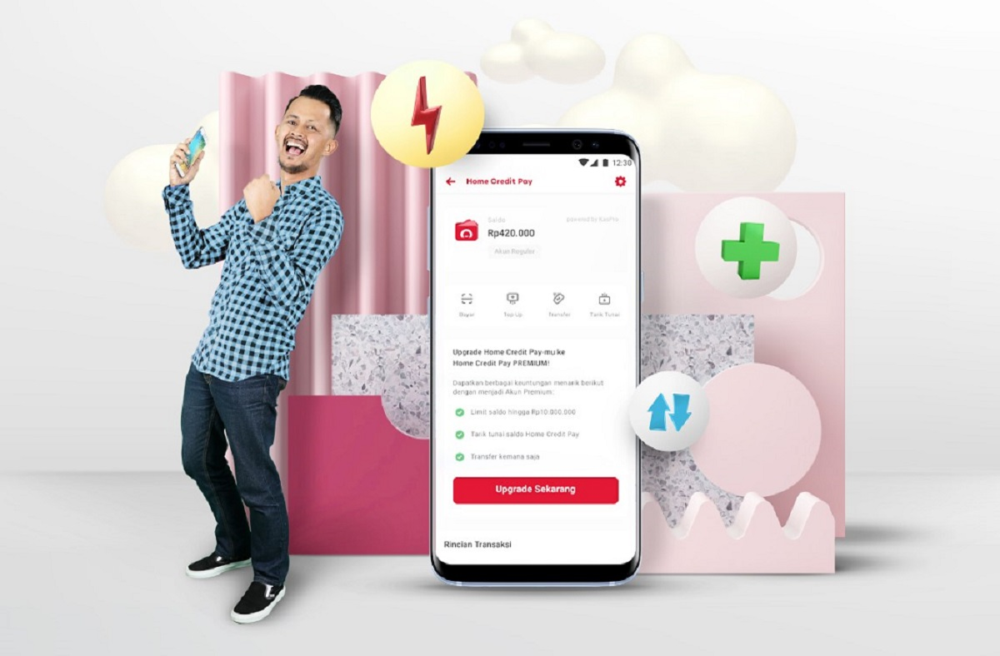 12:30
Home Credit Pay
Saldo
powered by KasPro
Rp420.000
Akun Reguler
Bayar
Top Up
Transfer
Tarik Tunai
Upgrade Home Credit Pay-mu ke
Home Credit Pay PREMIUM!
Dapatkan berbagai keuntungan menarik berikut
dengan menjadi Akun Premium:
Limit saldo hingga Rp10.000.000
Tarik tunai saldo Home Credit Pay
Transfer kemana saja
Upgrade Sekarang
Rincian Transaksi